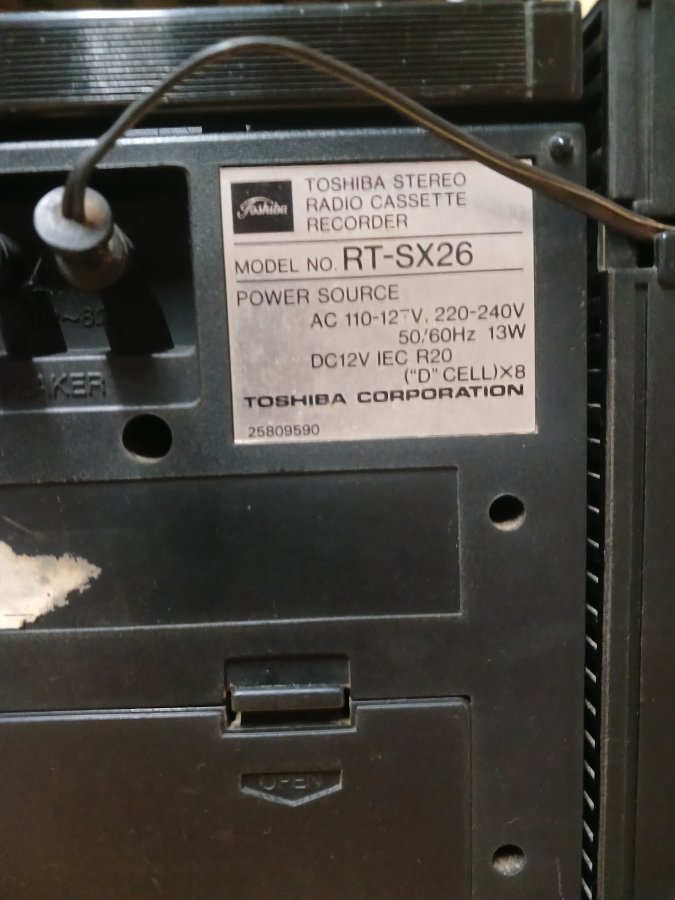 Toshiba
TOSHIBA STEREO
RADIO CASSETTE
RECORDER
MODEL NO. RT-SX26
POWER SOURCE
AC 110-127V, 220-240V
50/60Hz 13W
DC12V IEC R20
("D" CELL)×8
TOSHIBA CORPORATION
25809590
OPEN